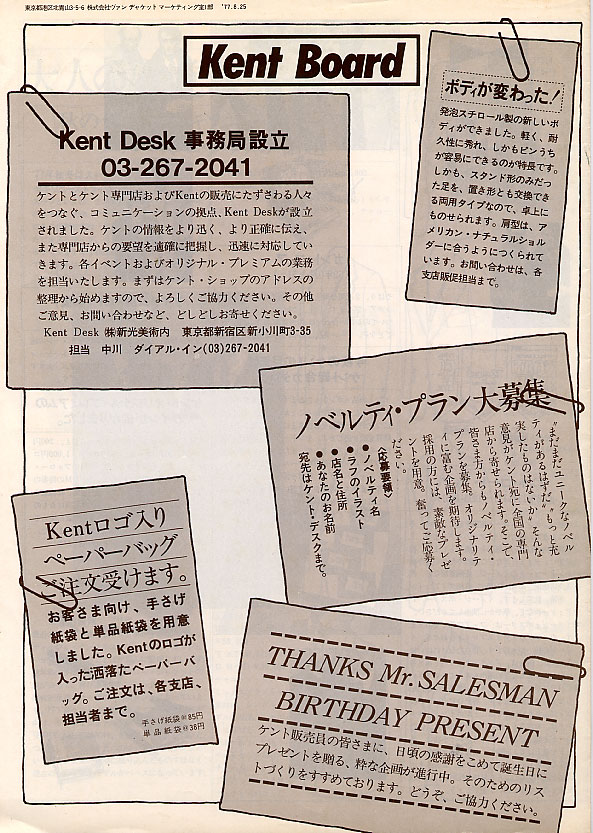 東京都港区北青山3-5-6 株式会社ヴァン ヂャケット マーケティング室1部 '77.8.25
Kent Board
Kent Desk 事務局設立
03-267-2041
ケントとケント専門店およびKentの販売にたずさわる人々
をつなぐ、コミュニケーションの拠点、Kent Deskが設立
されました。ケントの情報をより迅く、より正確に伝え、
また専門店からの要望を適確に把握し、迅速に対応してい
きます。各イベントおよびオリジナル・プレミアムの業務
を担当いたします。まずはケント・ショップのアドレスの
整理から始めますので、よろしくご協力ください。その他
ご意見、お問い合わせなど、どしどしお寄せください。
Kent Desk ㈱新光美術内 東京都新宿区新小川町3-35
担当 中川 ダイアル・イン(03)267-2041
ボディが変わった!
発泡スチロール製の新しいボ
ディができました。軽く、耐
久性に秀れ、しかもピンうち
が容易にできるのが特長です。
しかも、スタンド形のみだっ
た足を、置き形とも交換でき
る両用タイプなので、卓上に
ものせられます。肩型は、ア
メリカン・ナチュラルショル
ダーに合うようにつくられて
います。お問い合わせは、各
支店販促担当まで。
ノベルティ・プラン大募集
“まだまだユニークなノベル
ティがあるはずだ”“もっと充
実したものはないか”そんな
意見がケント宛に全国の専門
店から寄せられます。そこで
皆さま方からもノベルティ・
プランを募集。オリジナリテ
ィに富む企画を期待します。
採用の方には、素敵なプレゼ
ントを用意。奮ってご応募く
ださい。
〈応募要領〉
●ノベルティ名
●ラフのイラスト
●店名と住所
●あなたのお名前
宛先はケント・デスクまで。
Kentロゴ入り
ペーパーバッグ
ご注文受けます。
お客さま向け、手さげ
紙袋と単品紙袋を用意
しました。Kentのロゴが
入った洒落たペーパーバ
ッグ。ご注文は、各支店、
担当者まで。
手さげ紙袋@85円
単品紙袋@36円
THANKS Mr. SALESMAN
BIRTHDAY PRESENT
ケント販売員の皆さまに、日頃の感謝をこめて誕生日に
プレゼントを贈る、粋な企画が進行中。そのためのリス
トづくりをすすめております。どうぞ、ご協力ください。